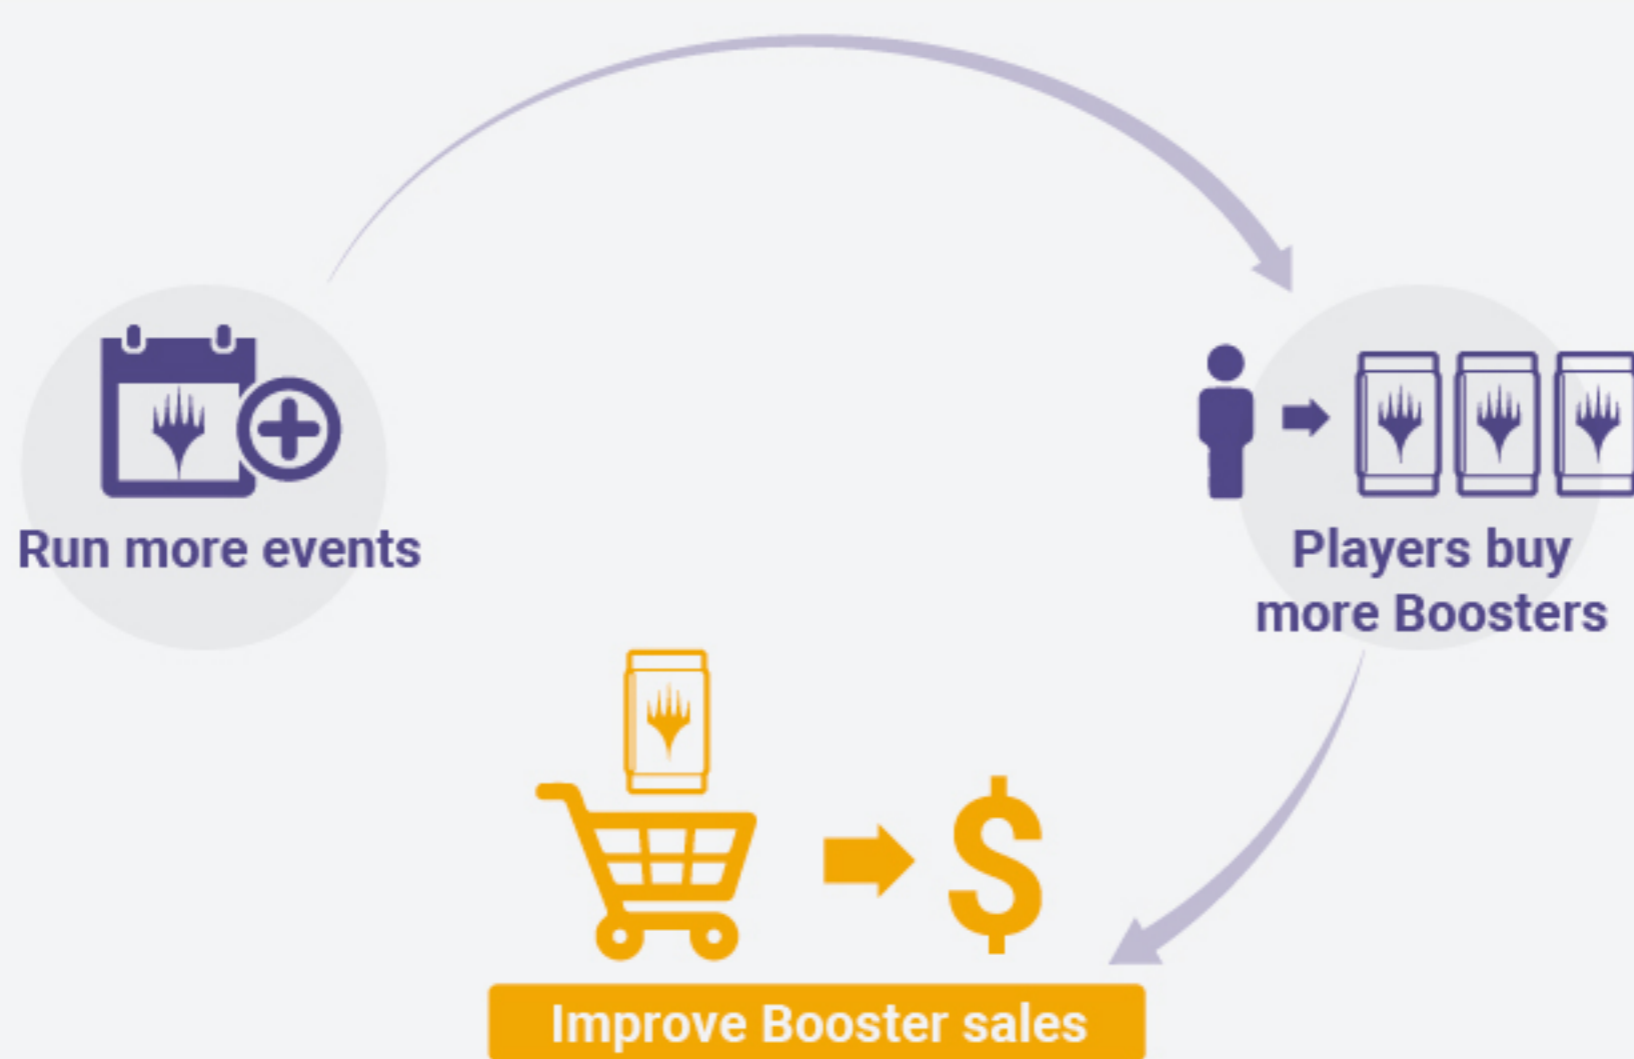 Run more events
Players buy
more Boosters
$
Improve Booster sales